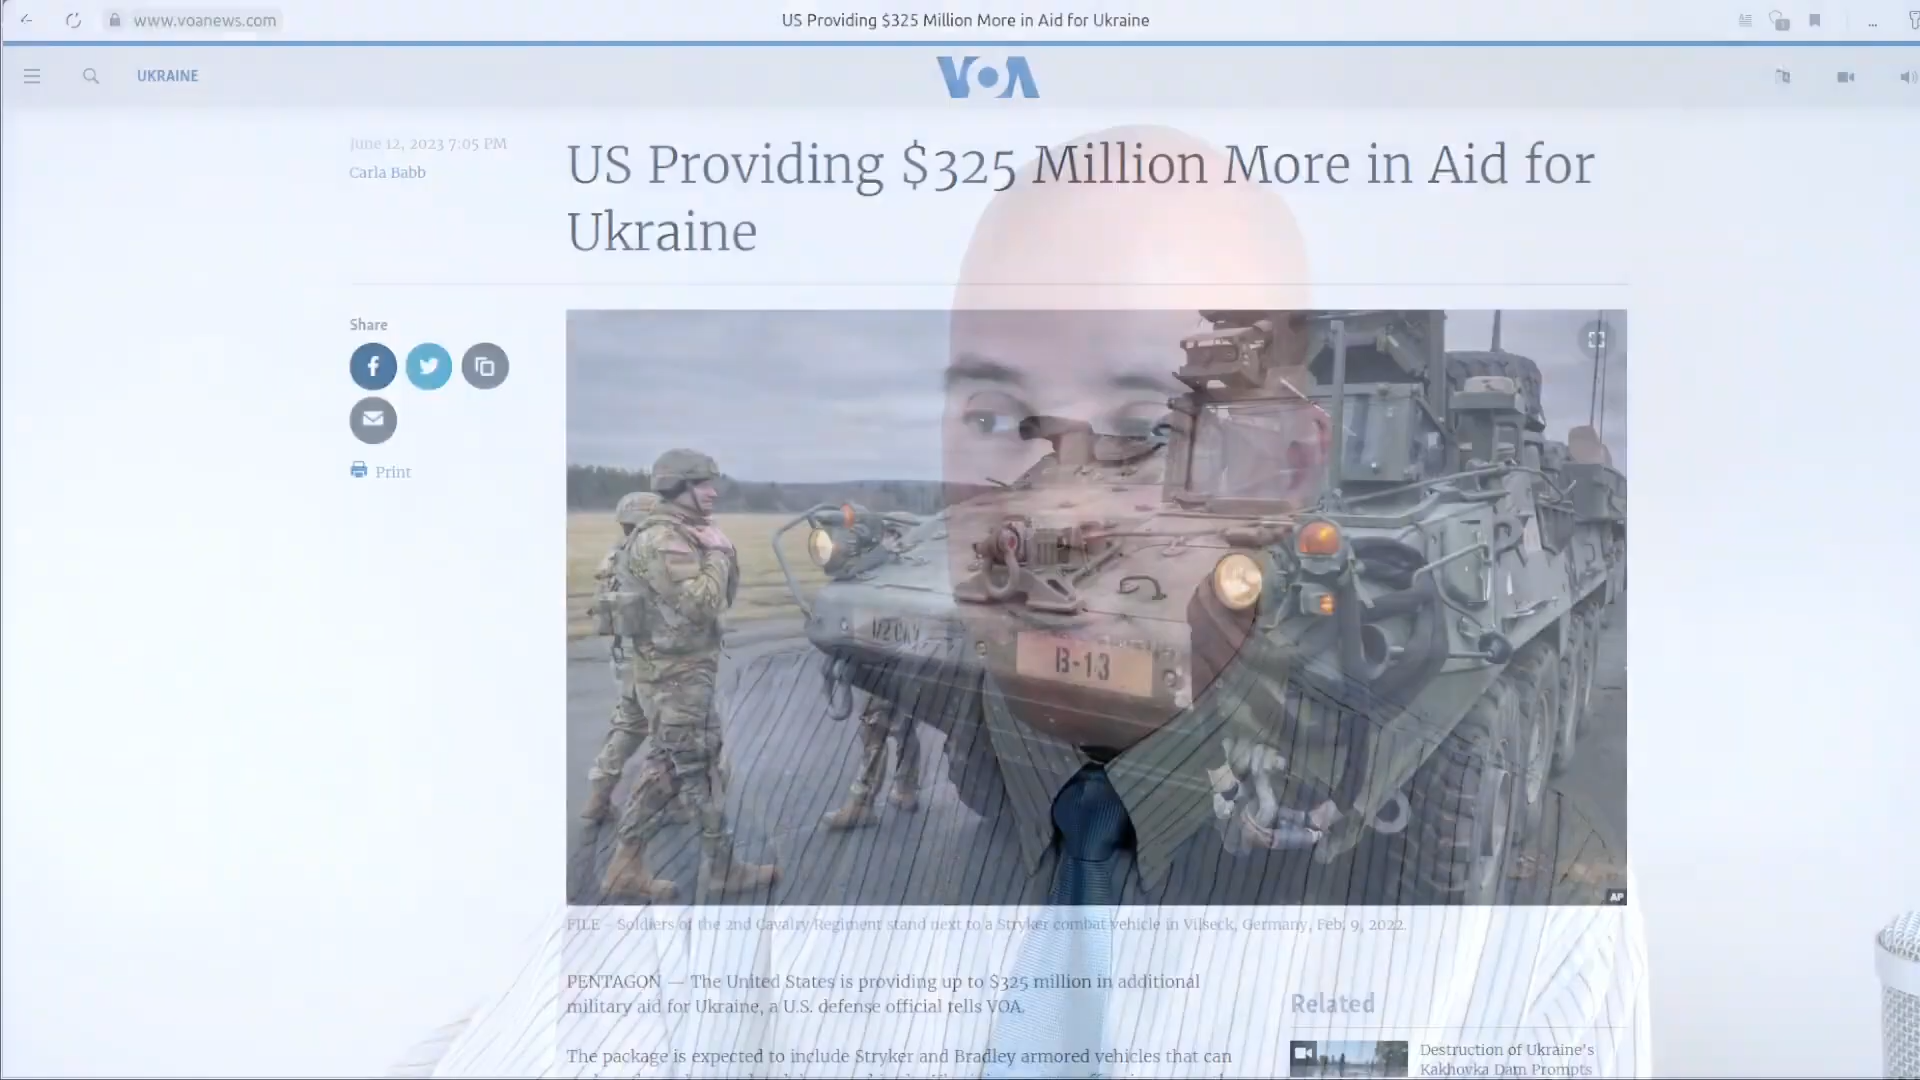 www.voanews.com
US Providing $325 Million More in Aid for Ukraine
UKRAINE
VOA
June 12, 2023 7:05 PM
Carla Babb
US Providing $325 Million More in Aid for
Ukraine
Share
Print
1/2 CAV
B-13
AP
FILE - Soldiers of the 2nd Cavalry Regiment stand next to a Stryker combat vehicle in Vilseck, Germany, Feb. 9, 2022.
PENTAGON — The United States is providing up to $325 million in additional
military aid for Ukraine, a U.S. defense official tells VOA.
The package is expected to include Stryker and Bradley armored vehicles that can
Related
Destruction of Ukraine's
Kakhovka Dam Prompts